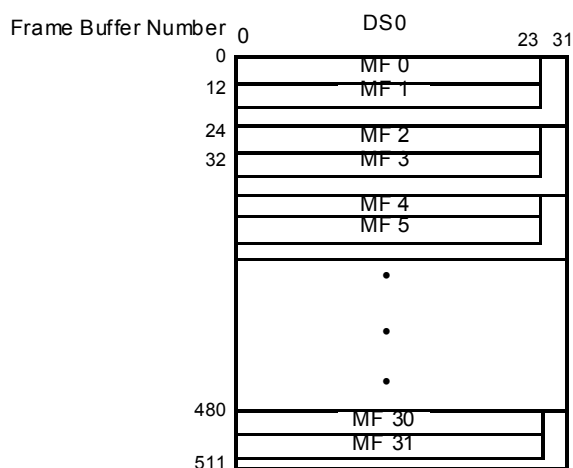 Frame Buffer Number
DS0
0 23 31
0 MF 0
12 MF 1
24 MF 2
32 MF 3
MF 4
MF 5
•
•
•
480 MF 30
MF 31
511